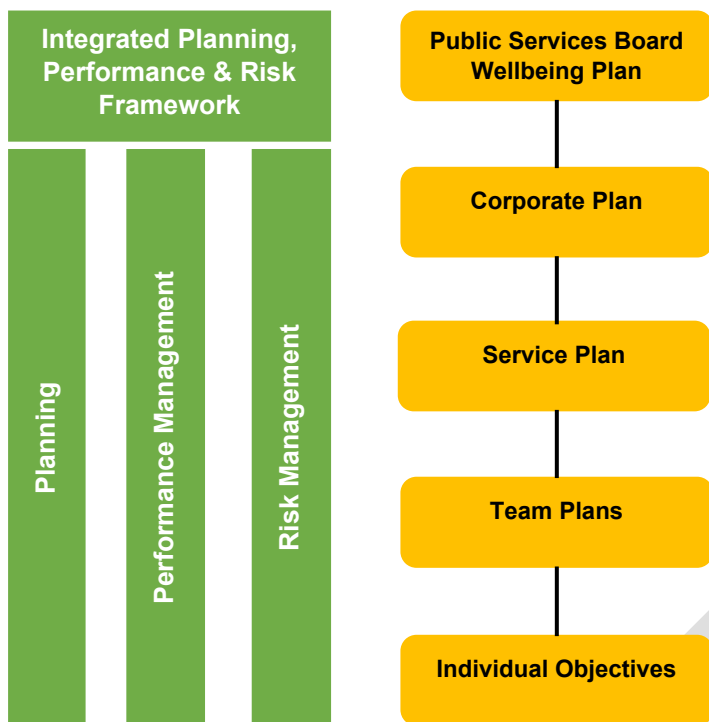 Integrated Planning,
Performance & Risk
Framework
Planning
Performance Management
Risk Management
Public Services Board
Wellbeing Plan
Corporate Plan
Service Plan
Team Plans
Individual Objectives